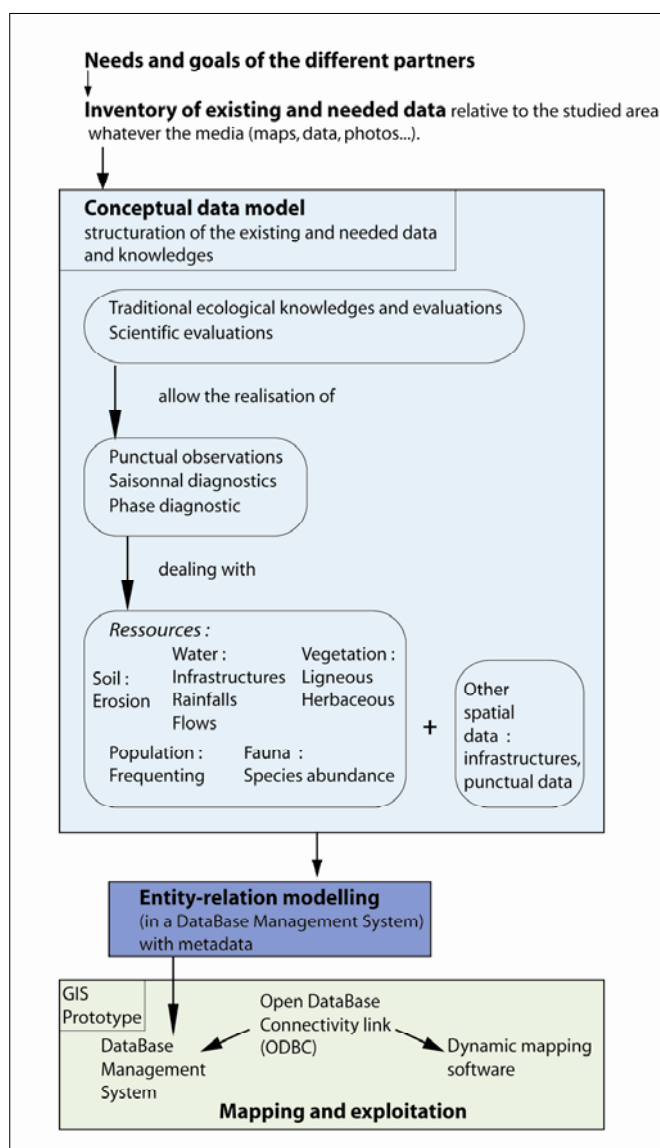 Needs and goals of the different partners
Inventory of existing and needed data relative to the studied area
whatever the media (maps, data, photos...).
Conceptual data model
structuration of the existing and needed data
and knowledges
Traditional ecological knowledges and evaluations
Scientific evaluations
allow the realisation of
Punctual observations
Saisonnal diagnostics
Phase diagnostic
dealing with
Ressources :
Soil :
Erosion
Water :
Infrastructures
Rainfalls
Flows
Vegetation :
Ligneous
Herbaceous
Population :
Frequenting
Fauna :
Species abundance
+
Other
spatial
data :
infrastructures,
punctual data
Entity-relation modelling
(in a DataBase Management System)
with metadata
GIS
Prototype
DataBase
Management
System
Open DataBase
Connectivity link
(ODBC)
Dynamic mapping
software
Mapping and exploitation